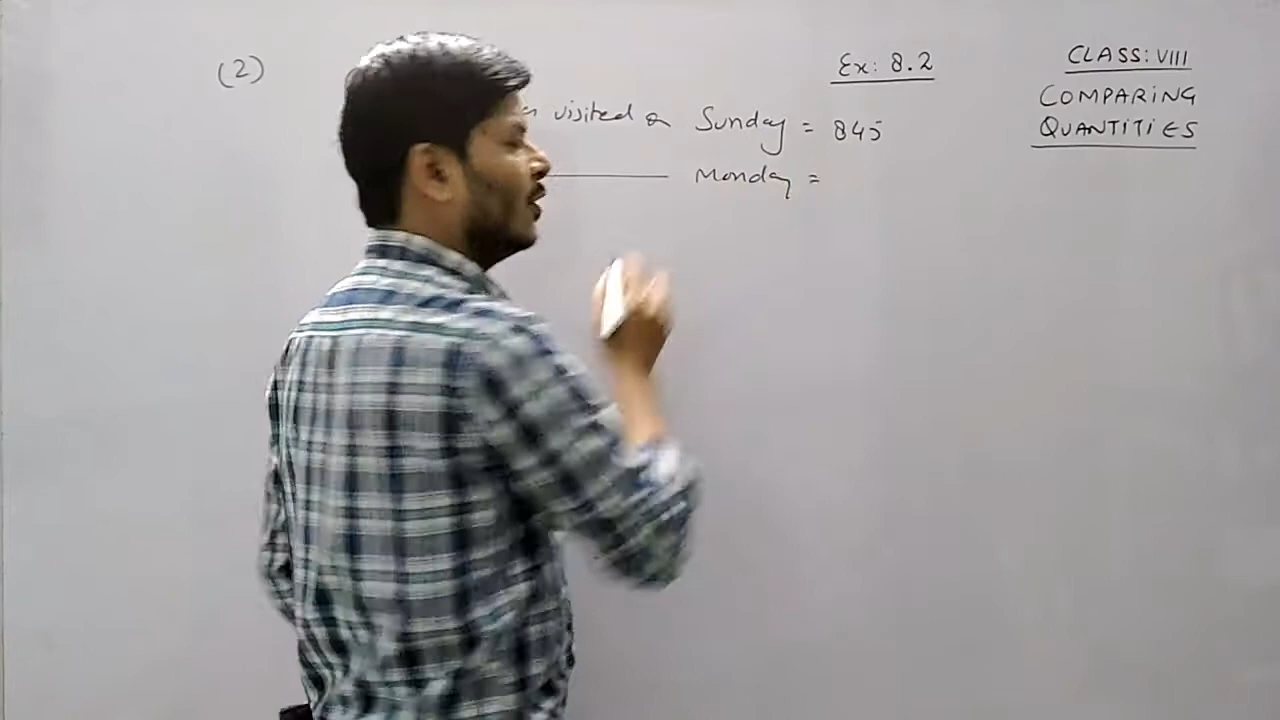 (2)
Ex: 8.2
CLASS: VIII
COMPARING
QUANTITIES
visited on Sunday = 845
Monday =